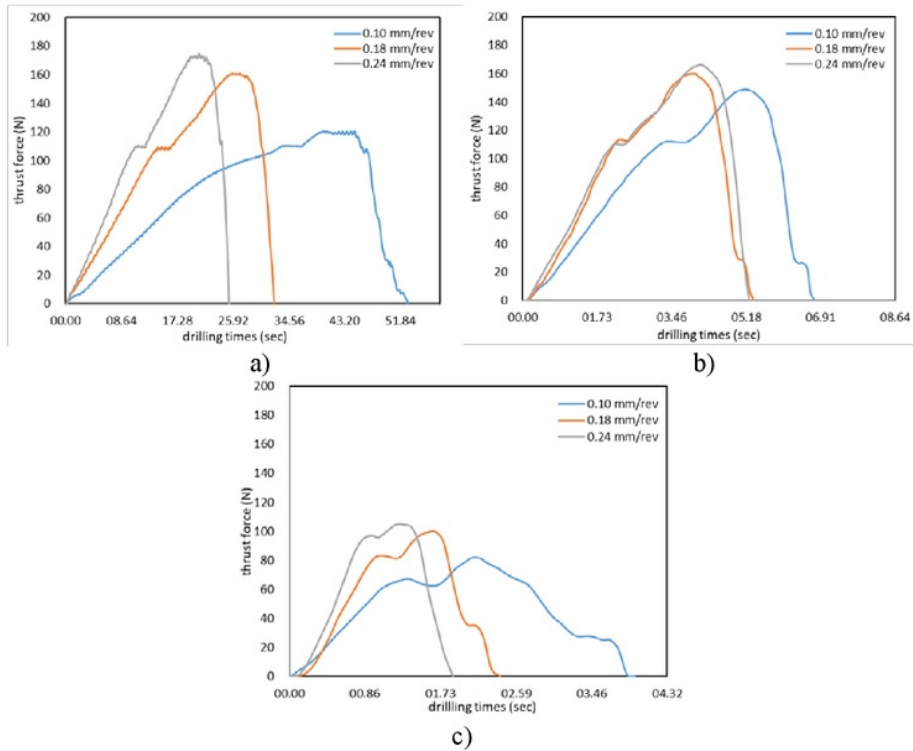 200
180
160
140
120
100
80
60
40
20
0
thrust force (N)
0.10 mm/rev
0.18 mm/rev
0.24 mm/rev
00.00 08.64 17.28 25.92 34.56 43.20 51.84
drilling times (sec)
a)
200
180
160
140
120
100
80
60
40
20
0
thrust force (N)
0.10 mm/rev
0.18 mm/rev
0.24 mm/rev
00.00 01.73 03.46 05.18 06.91 08.64
drilling times (sec)
b)
200
180
160
140
120
100
80
60
40
20
0
thrust force (N)
0.10 mm/rev
0.18 mm/rev
0.24 mm/rev
00.00 00.86 01.73 02.59 03.46 04.32
drillling times (sec)
c)